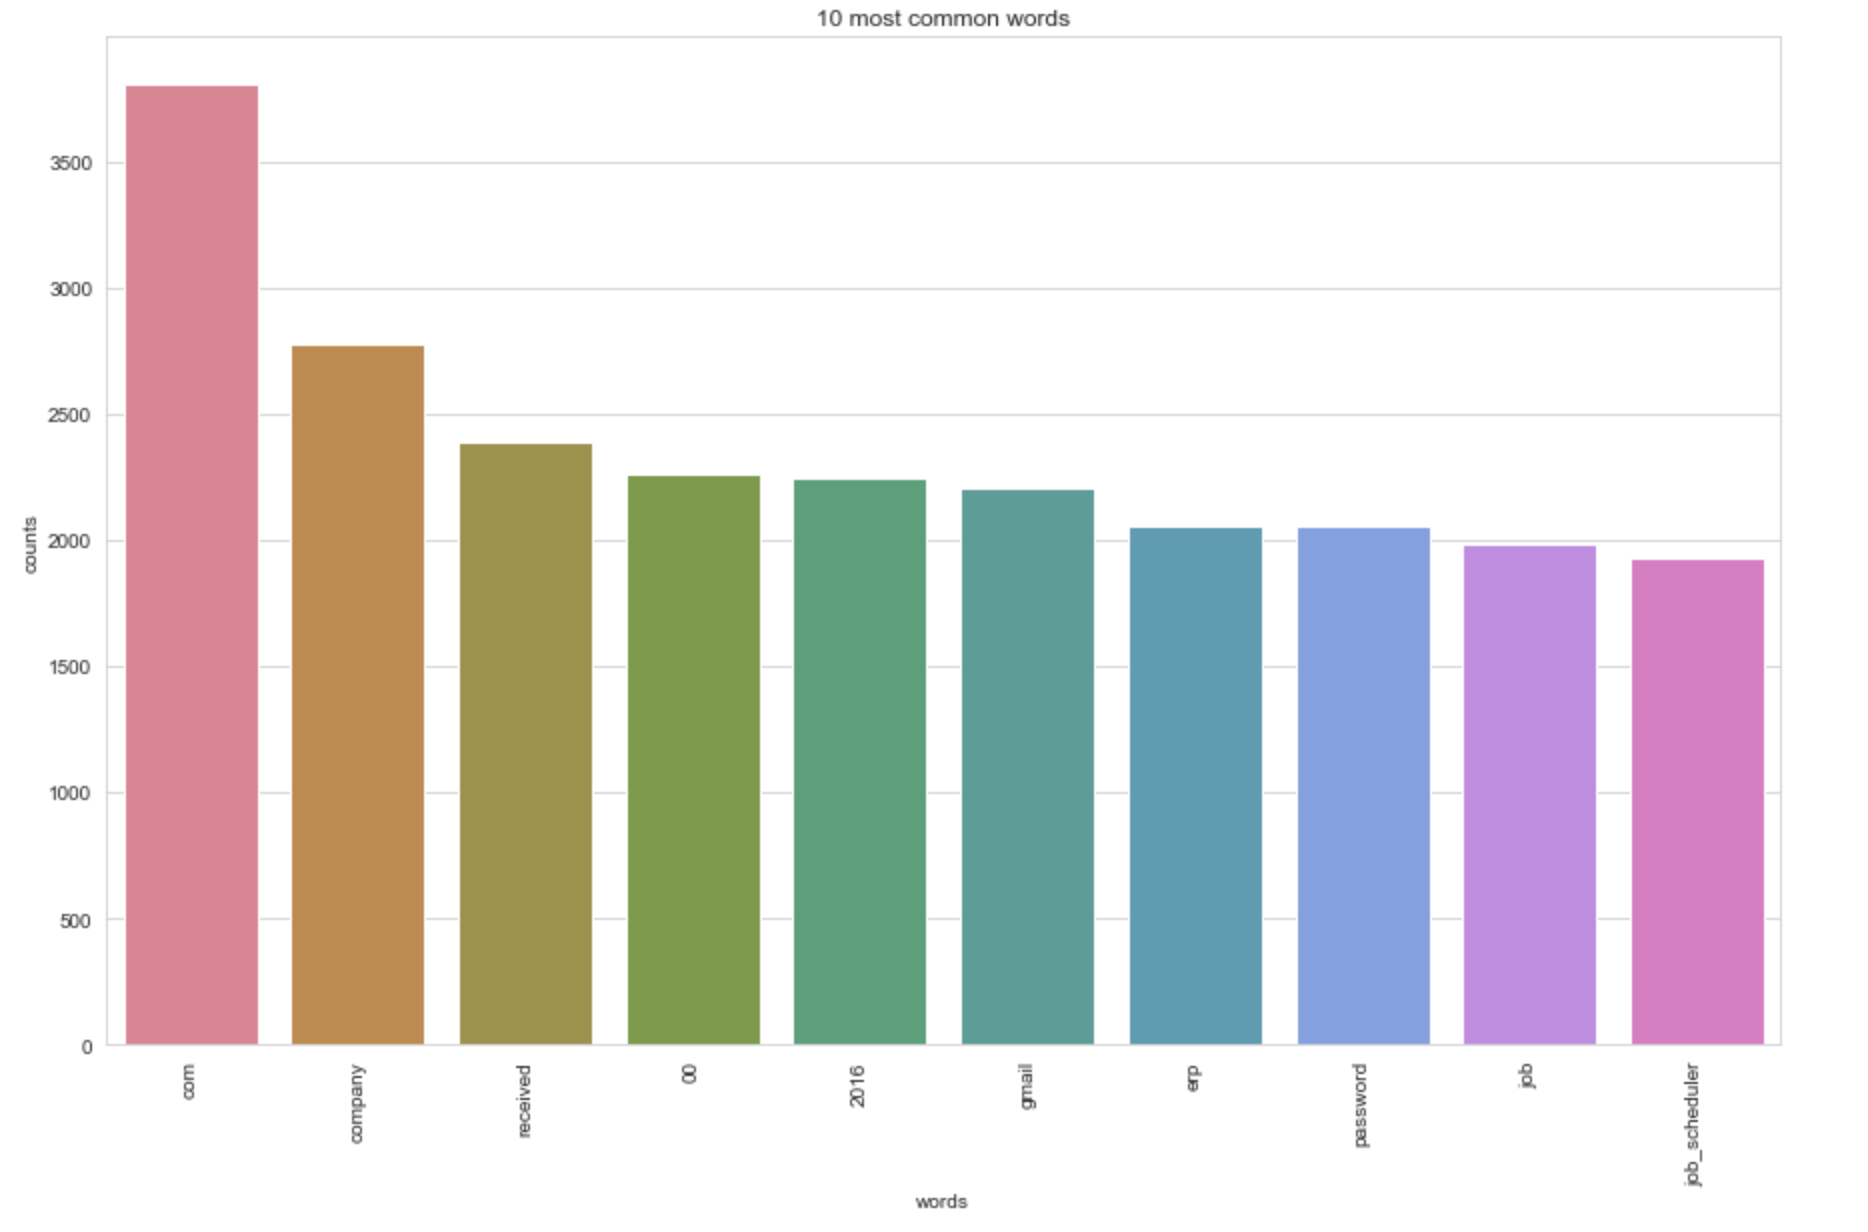 10 most common words
counts
3500
3000
2500
2000
1500
1000
500
0
com
company
received
00
2016
gmail
erp
password
job
job_scheduler
words